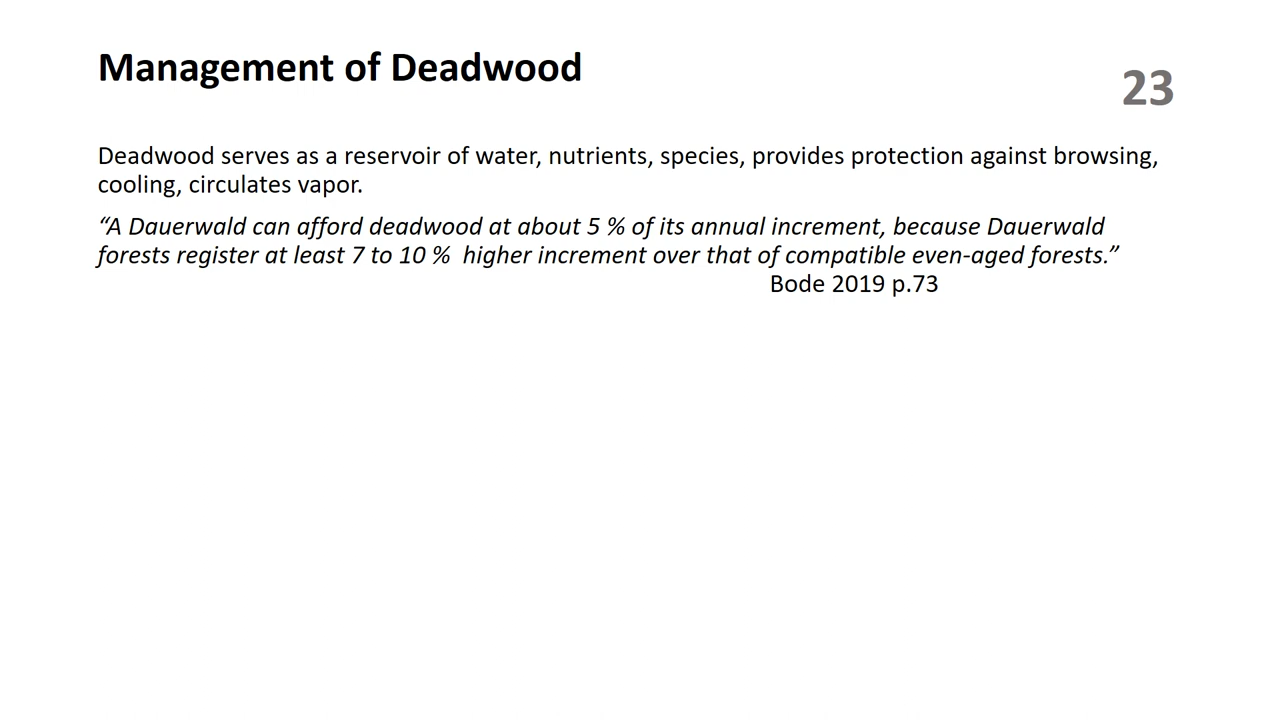 Management of Deadwood
23
Deadwood serves as a reservoir of water, nutrients, species, provides protection against browsing,
cooling, circulates vapor.
“A Dauerwald can afford deadwood at about 5 % of its annual increment, because Dauerwald
forests register at least 7 to 10 %  higher increment over that of compatible even-aged forests.”
Bode 2019 p.73